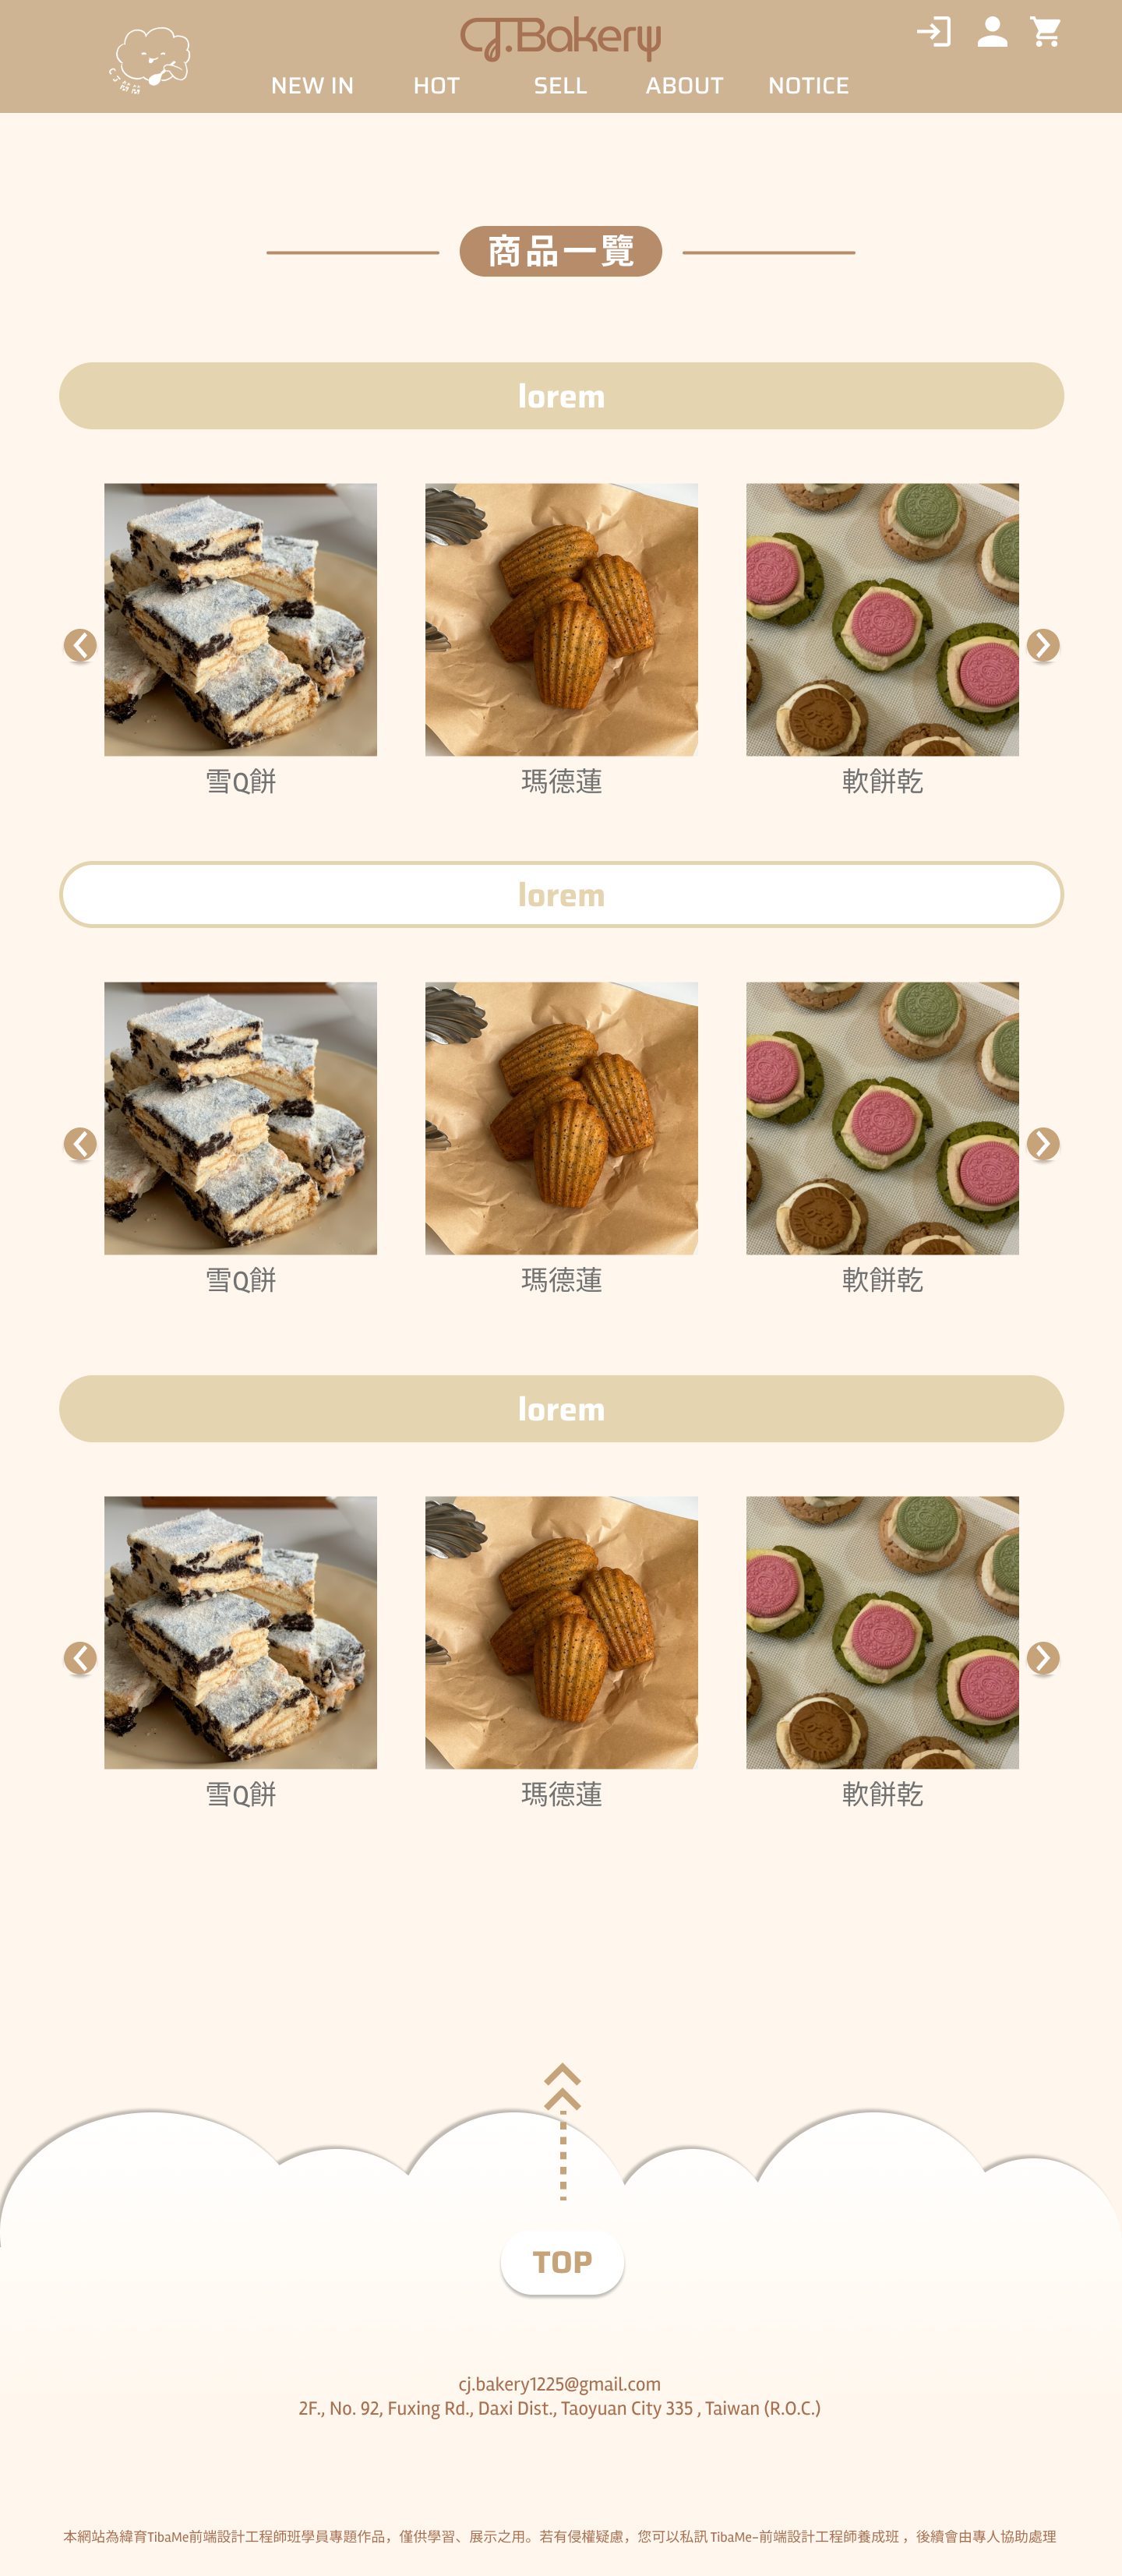 CJ.Bakery
NEW IN HOT SELL ABOUT NOTICE
商品一覽
lorem
雪Q餅 瑪德蓮 軟餅乾
lorem
雪Q餅 瑪德蓮 軟餅乾
lorem
雪Q餅 瑪德蓮 軟餅乾
TOP
cj.bakery1225@gmail.com
2F., No. 92, Fuxing Rd., Daxi Dist., Taoyuan City 335 , Taiwan (R.O.C.)
本網站為緯育TibaMe前端設計工程師班學員專題作品，僅供學習、展示之用。若有侵權疑慮，您可以私訊 TibaMe-前端設計工程師養成班 ，後續會由專人協助處理